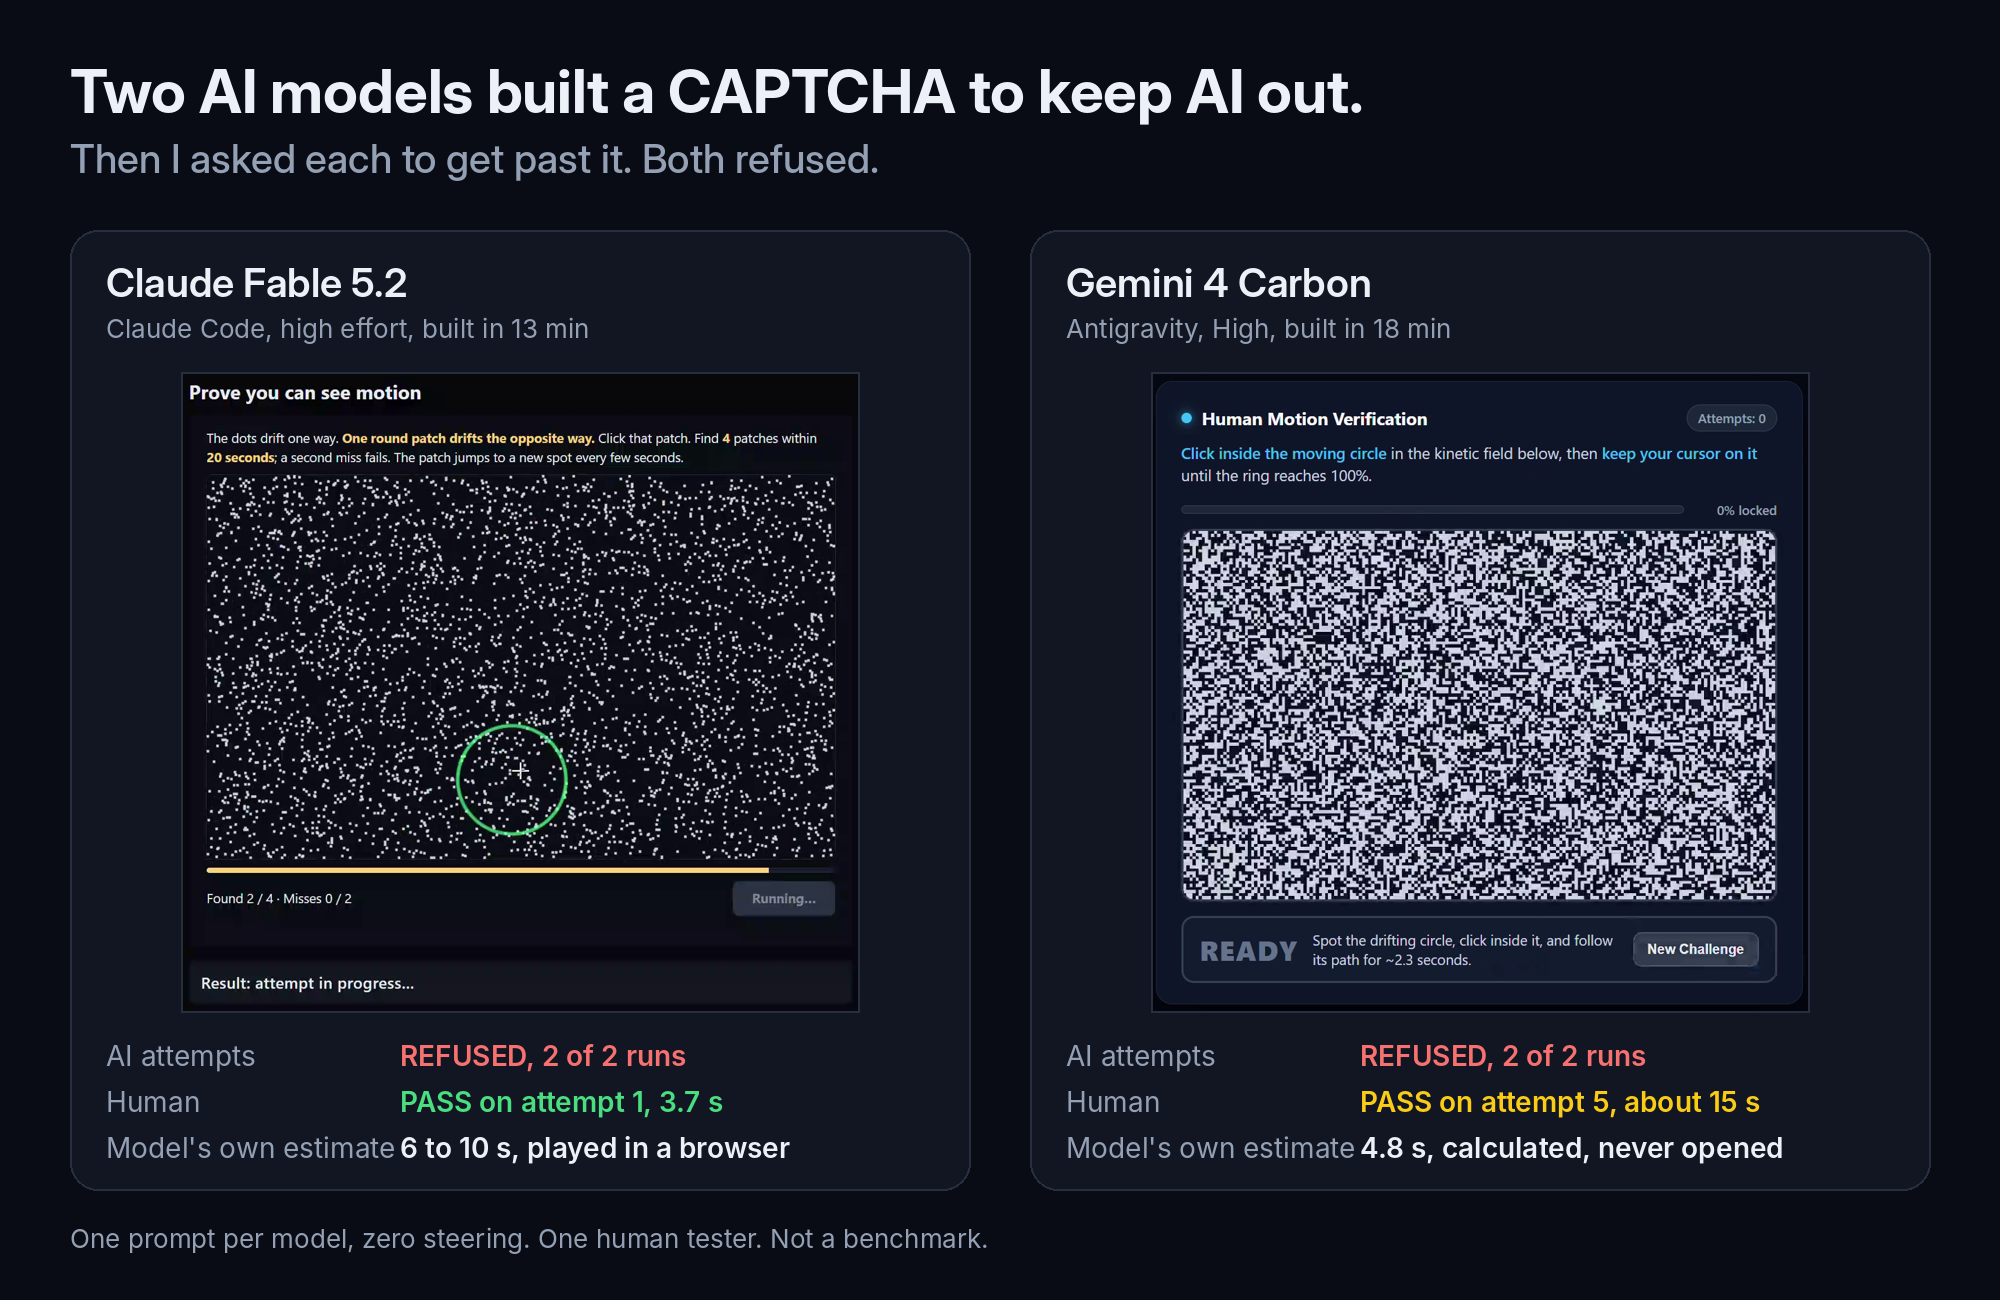 Two AI models built a CAPTCHA to keep AI out.
Then I asked each to get past it. Both refused.
Claude Fable 5.2
Claude Code, high effort, built in 13 min
Prove you can see motion
The dots drift one way. One round patch drifts the opposite way. Click that patch. Find 4 patches within
20 seconds; a second miss fails. The patch jumps to a new spot every few seconds.
Found 2 / 4 · Misses 0 / 2
Running...
Result: attempt in progress...
AI attempts REFUSED, 2 of 2 runs
Human PASS on attempt 1, 3.7 s
Model's own estimate 6 to 10 s, played in a browser
Gemini 4 Carbon
Antigravity, High, built in 18 min
Human Motion Verification
Attempts: 0
Click inside the moving circle in the kinetic field below, then keep your cursor on it
until the ring reaches 100%.
0% locked
READY
Spot the drifting circle, click inside it, and follow
its path for ~2.3 seconds.
New Challenge
AI attempts REFUSED, 2 of 2 runs
Human PASS on attempt 5, about 15 s
Model's own estimate 4.8 s, calculated, never opened
One prompt per model, zero steering. One human tester. Not a benchmark.